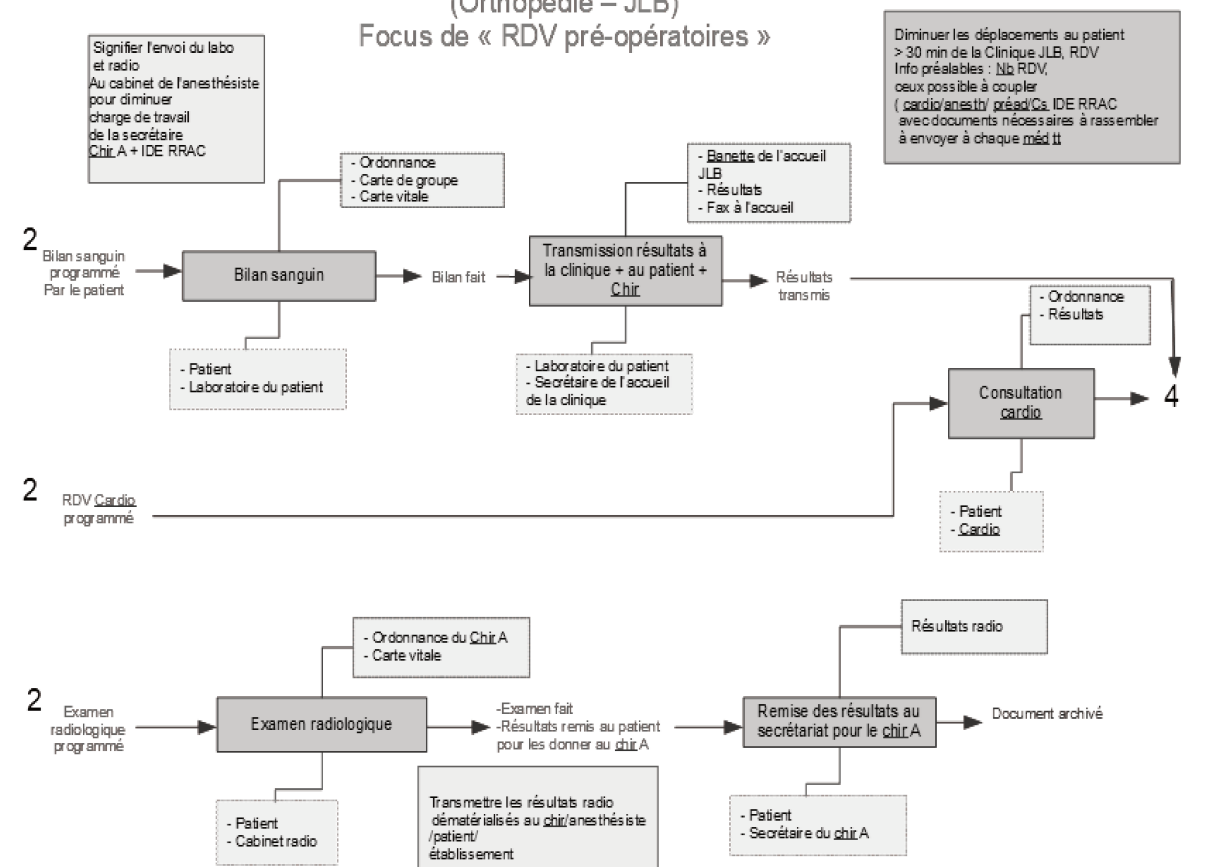 (Orthopédie – JLB)
Focus de « RDV pré-opératoires »
Signifier l'envoi du labo
et radio
Au cabinet de l'anesthésiste
pour diminuer
charge de travail
de la secrétaire
Chir A + IDE RRAC
Diminuer les déplacements au patient
> 30 min de la Clinique JLB, RDV
Info préalables : Nb RDV,
ceux possible à coupler
( cardio/anesth/ préad/Cs IDE RRAC
avec documents nécessaires à rassembler
à envoyer à chaque méd tt
- Ordonnance
- Carte de groupe
- Carte vitale
- Banette de l'accueil
JLB
- Résultats
- Fax à l'accueil
2
Bilan sanguin
programmé
Par le patient
Bilan sanguin
Bilan fait
Transmission résultats à
la clinique + au patient +
Chir
Résultats
transmis
- Ordonnance
- Résultats
- Patient
- Laboratoire du patient
- Laboratoire du patient
- Secrétaire de l'accueil
de la clinique
Consultation
cardio
4
2
RDV Cardio
programmé
- Patient
- Cardio
- Ordonnance du Chir A
- Carte vitale
Résultats radio
2
Examen
radiologique
programmé
Examen radiologique
-Examen fait
-Résultats remis au patient
pour les donner au chir A
Remise des résultats au
secrétariat pour le chir A
Document archivé
- Patient
- Cabinet radio
Transmettre les résultats radio
dématérialisés au chir/anesthésiste
/patient/
établissement
- Patient
- Secrétaire du chir A